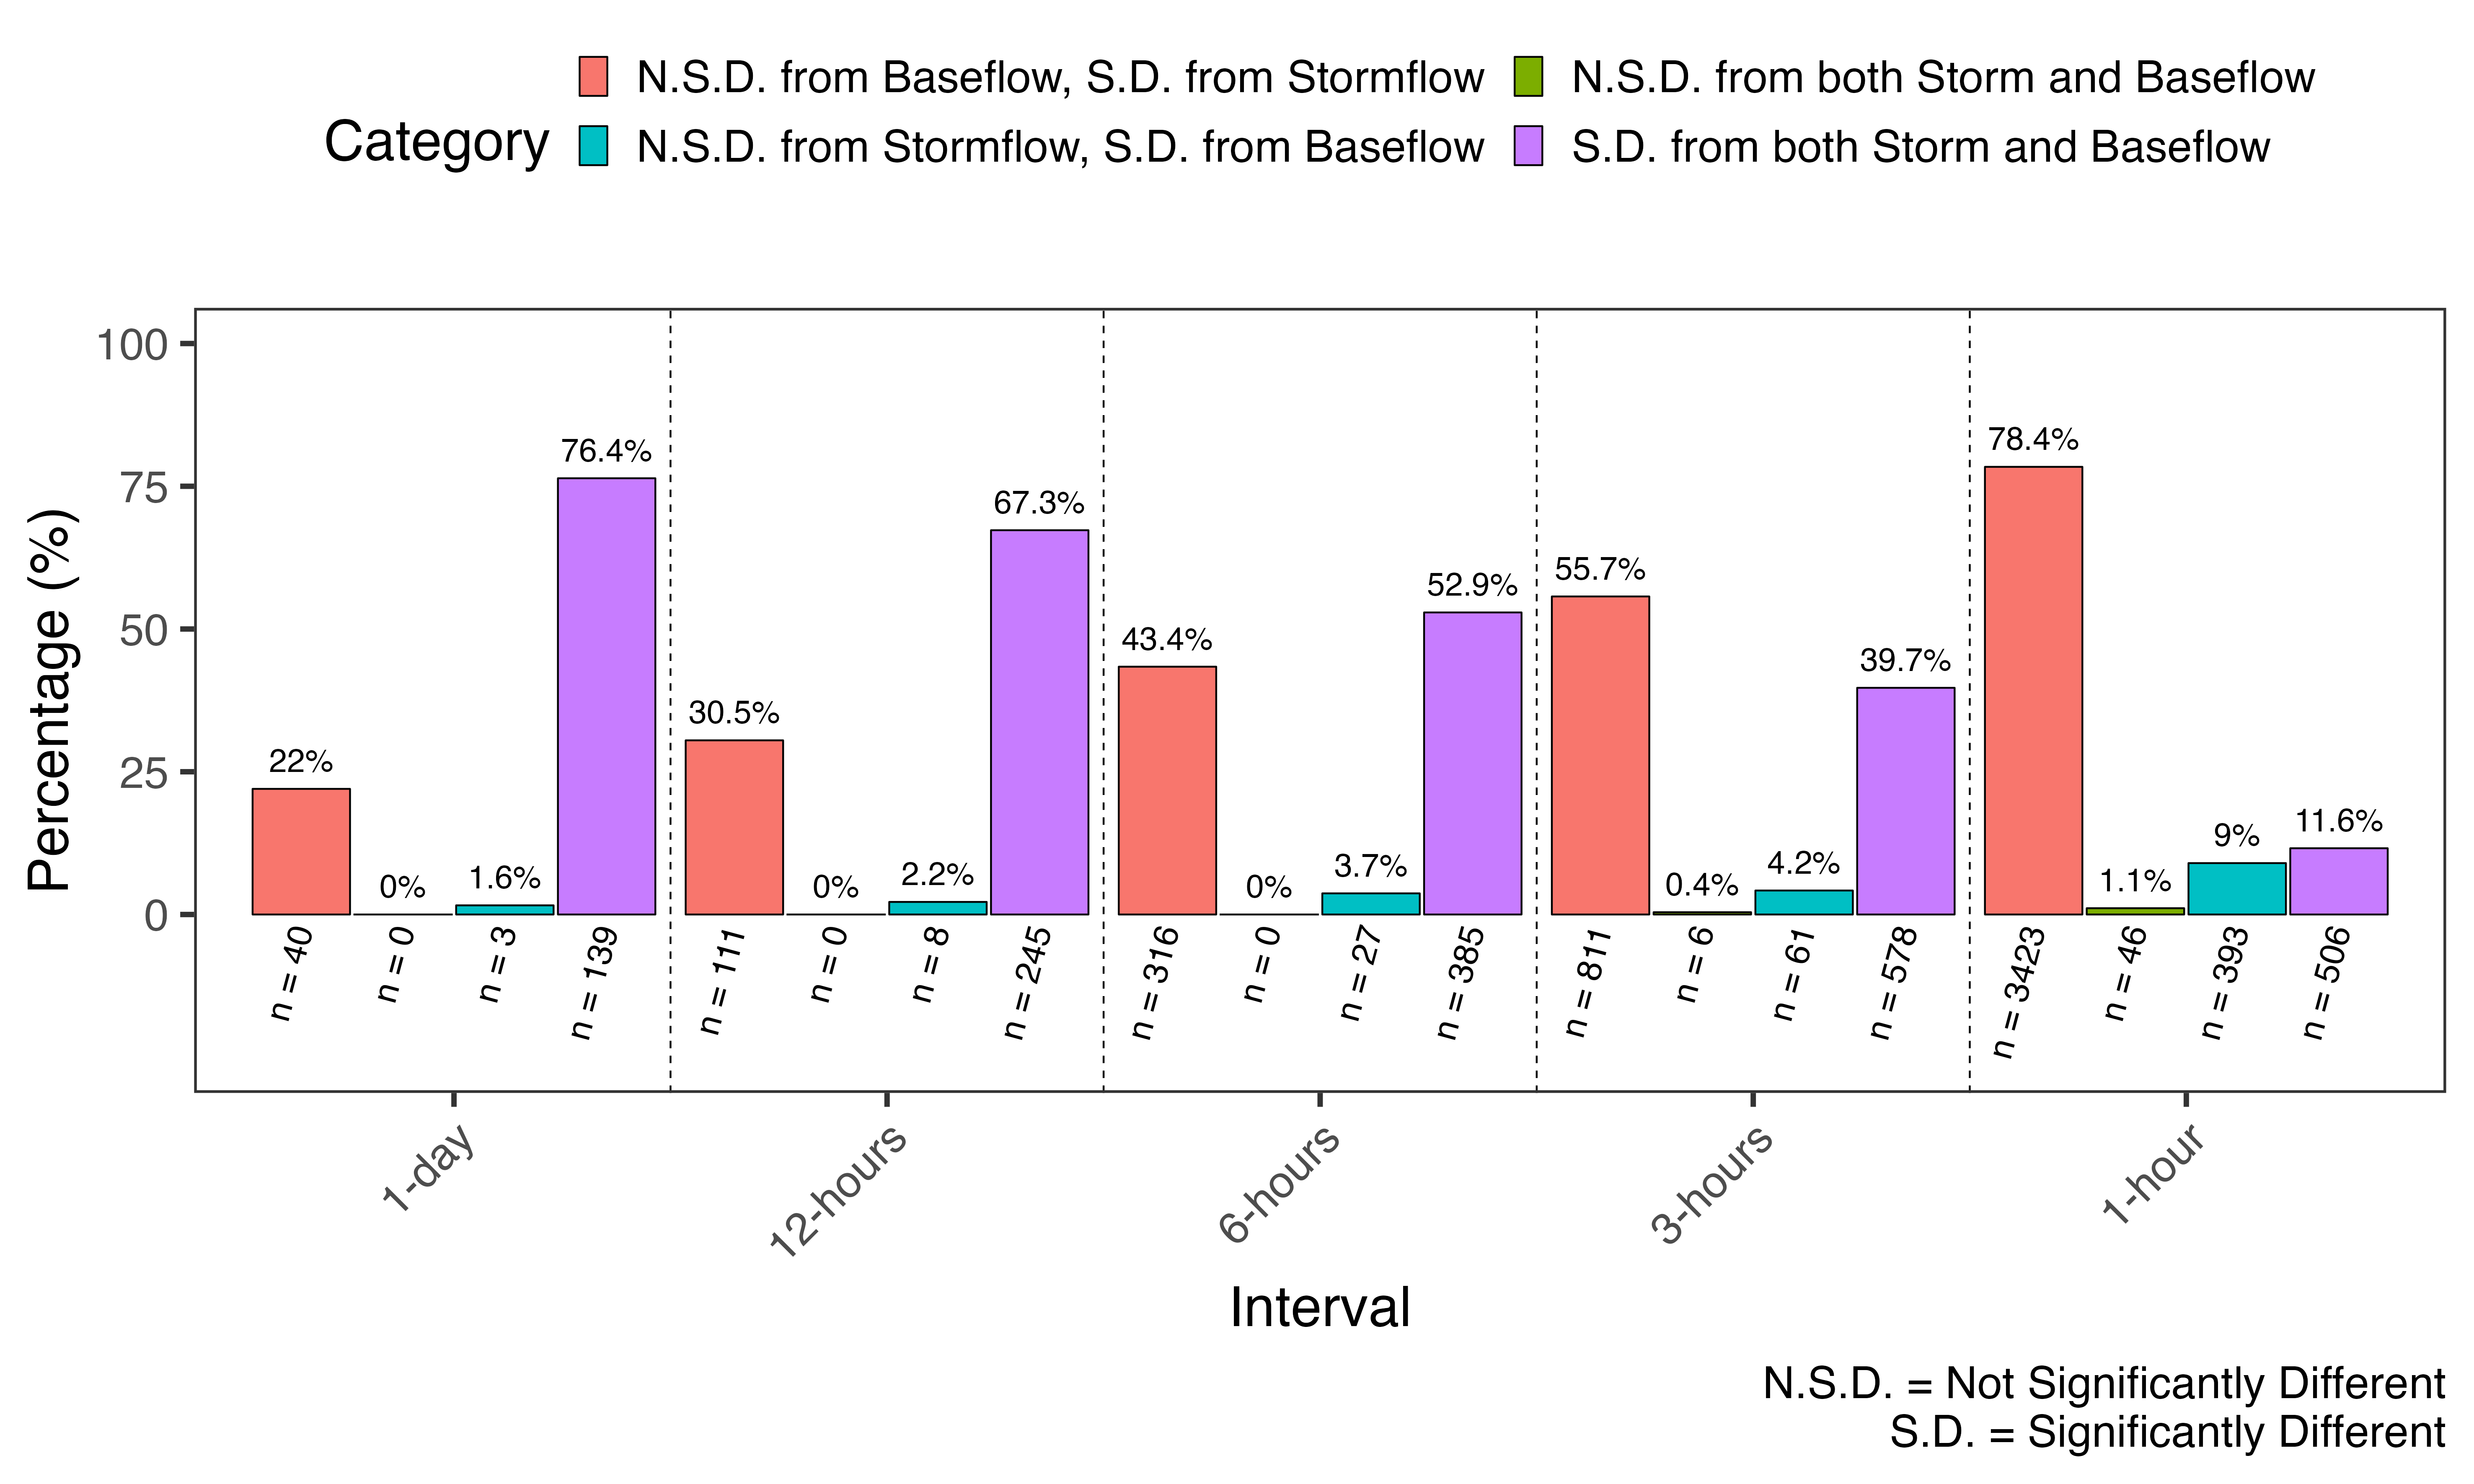 N.S.D. from Baseflow, S.D. from Stormflow
N.S.D. from both Storm and Baseflow
Category
N.S.D. from Stormflow, S.D. from Baseflow
S.D. from both Storm and Baseflow
Percentage (%)
100
75
50
25
0
22%
0%
1.6%
76.4%
30.5%
0%
2.2%
67.3%
43.4%
0%
3.7%
52.9%
55.7%
0.4%
4.2%
39.7%
78.4%
1.1%
9%
11.6%
n = 40
n = 0
n = 3
n = 139
n = 111
n = 0
n = 8
n = 245
n = 316
n = 0
n = 27
n = 385
n = 811
n = 6
n = 61
n = 578
n = 3423
n = 46
n = 393
n = 506
1-day
12-hours
6-hours
3-hours
1-hour
Interval
N.S.D. = Not Significantly Different
S.D. = Significantly Different